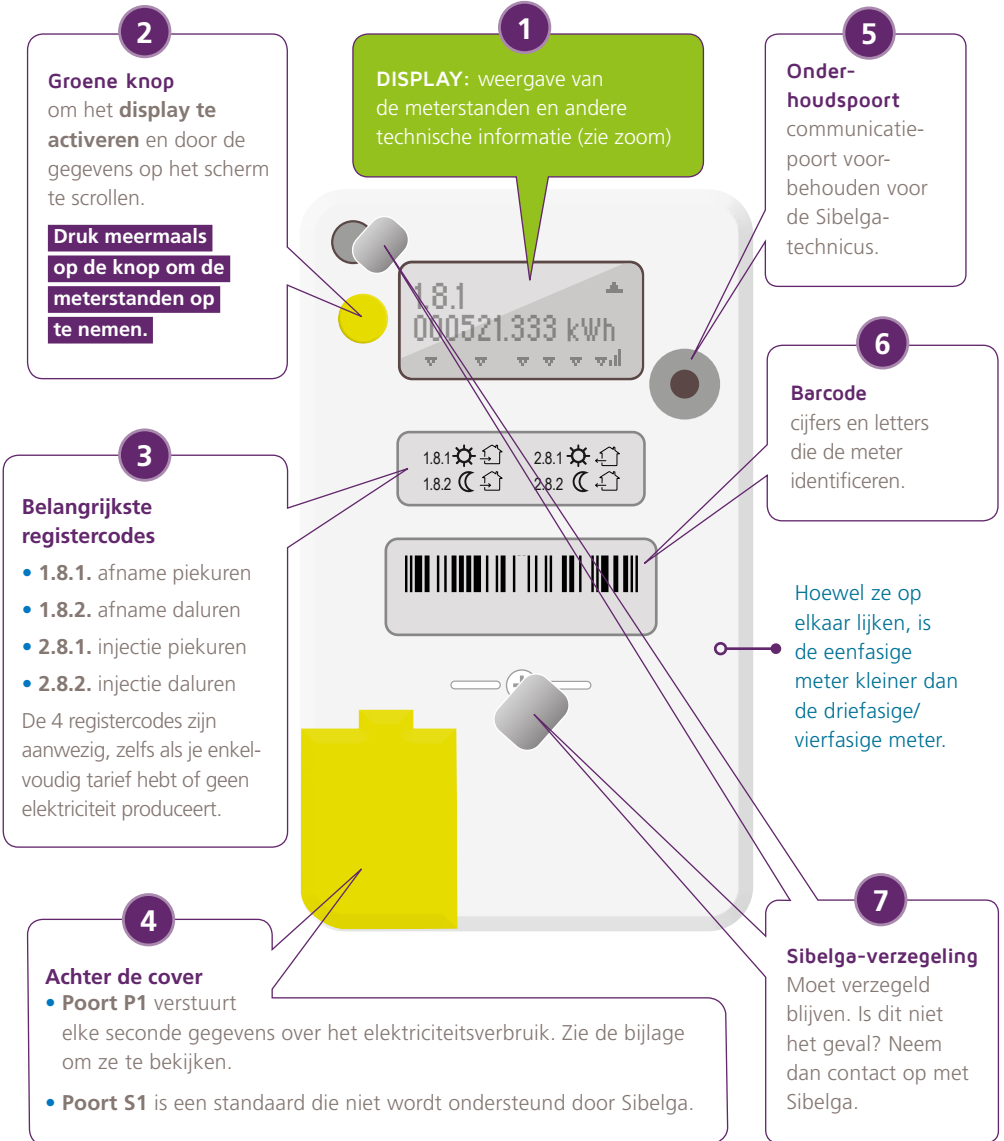 1
DISPLAY: weergave van
de meterstanden en andere
technische informatie (zie zoom)
2
Groene knop
om het display te
activeren en door de
gegevens op het scherm
te scrollen.
Druk meermaals
op de knop om de
meterstanden op
te nemen.
5
Onder-
houdspoort
communicatie-
poort voor-
behouden voor
de Sibelga-
technicus.
1.8.1
000521.333 kWh
6
Barcode
cijfers en letters
die de meter
identificeren.
3
Belangrijkste
registercodes
• 1.8.1. afname piekuren
• 1.8.2. afname daluren
• 2.8.1. injectie piekuren
• 2.8.2. injectie daluren
De 4 registercodes zijn
aanwezig, zelfs als je enkel-
voudig tarief hebt of geen
elektriciteit produceert.
1.8.1 2.8.1
1.8.2 2.8.2
Hoewel ze op
elkaar lijken, is
de eenfasige
meter kleiner dan
de driefasige/
vierfasige meter.
4
Achter de cover
• Poort P1 verstuurt
elke seconde gegevens over het elektriciteitsverbruik. Zie de bijlage
om ze te bekijken.
• Poort S1 is een standaard die niet wordt ondersteund door Sibelga.
7
Sibelga-verzegeling
Moet verzegeld
blijven. Is dit niet
het geval? Neem
dan contact op met
Sibelga.